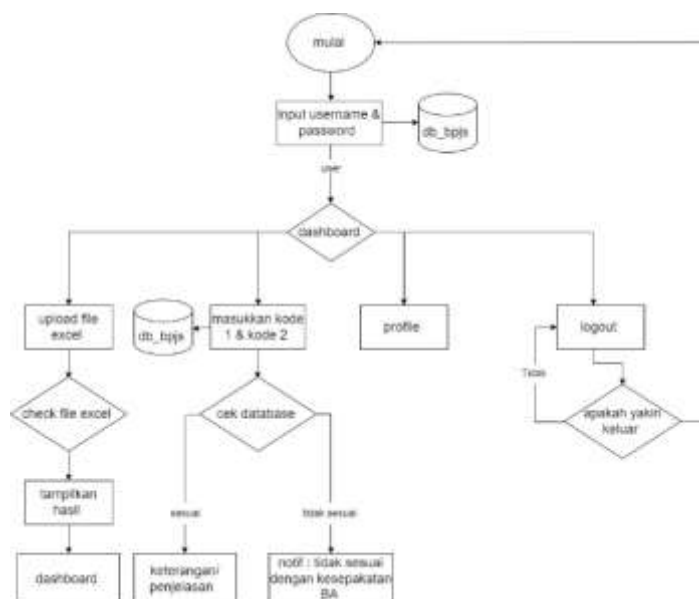 mulai
input username &
password
db_bpjs
user
dashboard
upload file
excel
db_bpjs
masukkan kode
1 & kode 2
profile
logout
Tidak
check file excel
cek database
apakah yakin
keluar
tampilkan
hasil
sesuai
tidak sesuai
dashboard
keterangan/
penjelasan
notif : tidak sesuai
dengan kesepakatan
BA